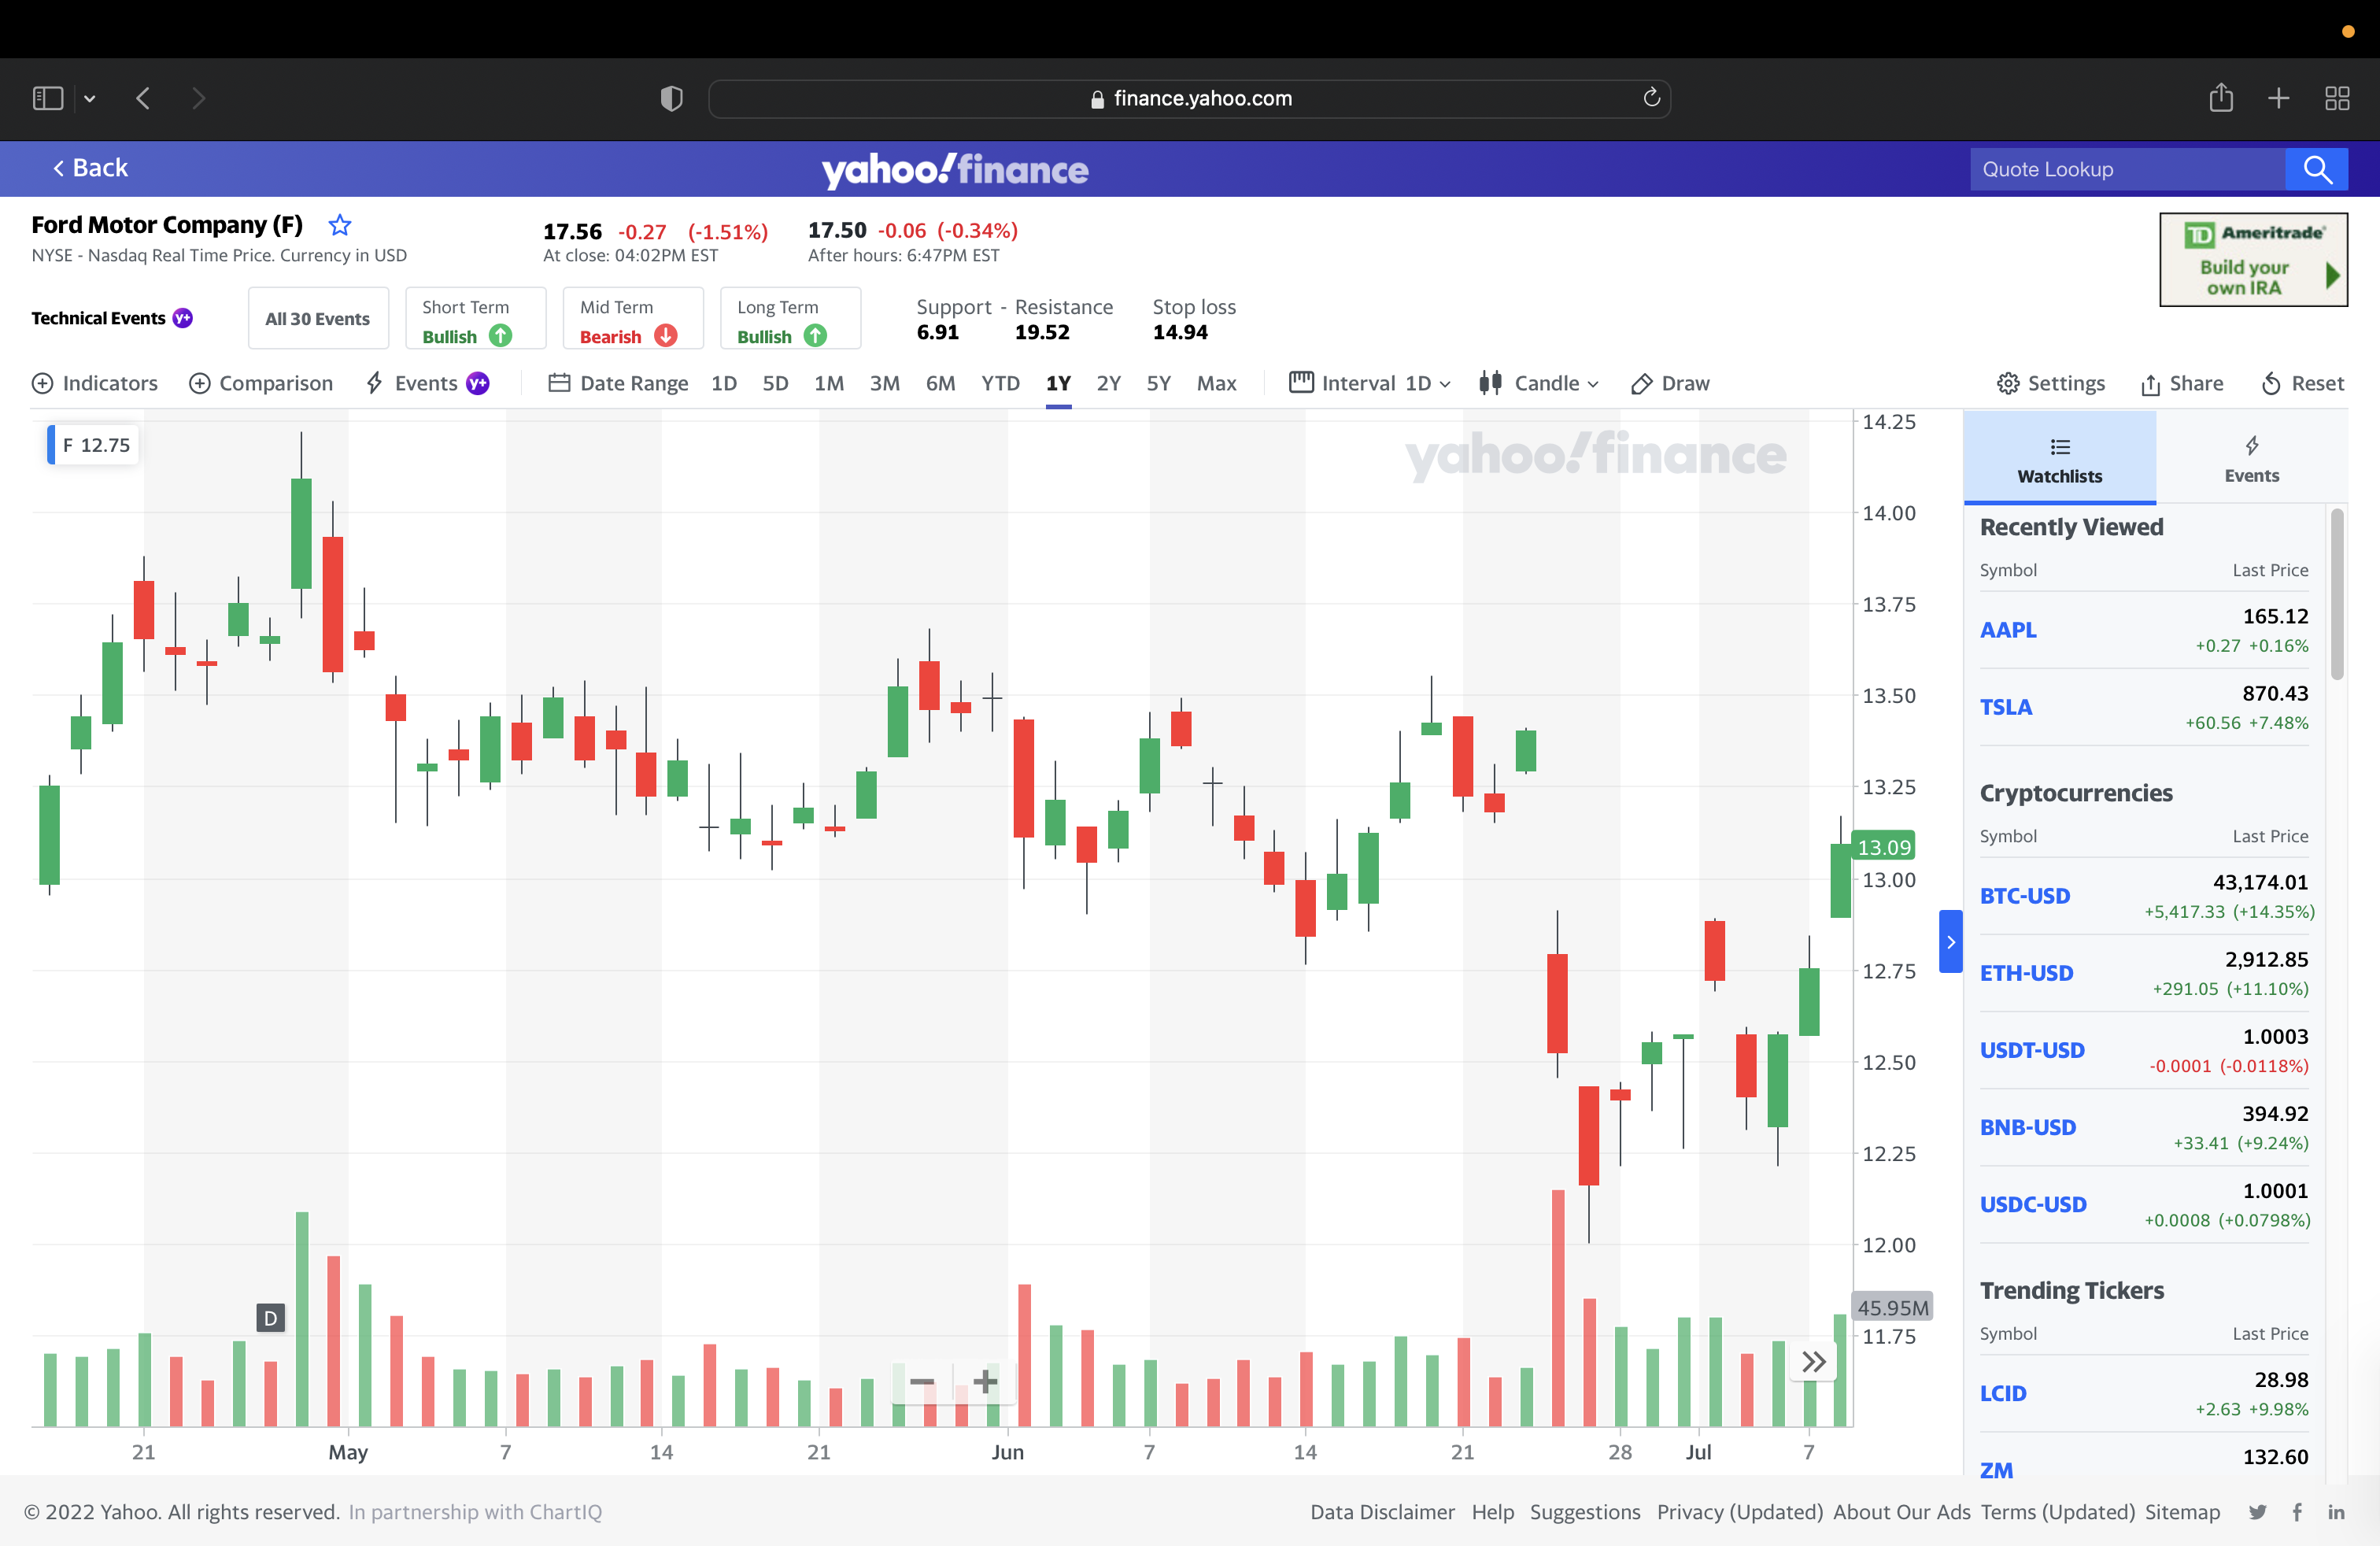 finance.yahoo.com
Back
yahoo!finance
Quote Lookup
Ford Motor Company (F)
NYSE - Nasdaq Real Time Price. Currency in USD
17.56 -0.27 (-1.51%)
At close: 04:02PM EST
17.50 -0.06 (-0.34%)
After hours: 6:47PM EST
TD Ameritrade
Build your
own IRA
Technical Events y+
All 30 Events
Short Term
Bullish
Mid Term
Bearish
Long Term
Bullish
Support - Resistance
6.91 19.52
Stop loss
14.94
Indicators Comparison Events y+ Date Range 1D 5D 1M 3M 6M YTD 1Y 2Y 5Y Max Interval 1D Candle Draw Settings Share Reset
F 12.75
yahoo!finance
14.25
14.00
13.75
13.50
13.25
13.09
13.00
12.75
12.50
12.25
12.00
45.95M
11.75
D
21 May 7 14 21 Jun 7 14 21 28 Jul 7
Watchlists
Events
Recently Viewed
Symbol Last Price
AAPL 165.12
+0.27 +0.16%
TSLA 870.43
+60.56 +7.48%
Cryptocurrencies
Symbol Last Price
BTC-USD 43,174.01
+5,417.33 (+14.35%)
ETH-USD 2,912.85
+291.05 (+11.10%)
USDT-USD 1.0003
-0.0001 (-0.0118%)
BNB-USD 394.92
+33.41 (+9.24%)
USDC-USD 1.0001
+0.0008 (+0.0798%)
Trending Tickers
Symbol Last Price
LCID 28.98
+2.63 +9.98%
ZM 132.60
© 2022 Yahoo. All rights reserved. In partnership with ChartIQ
Data Disclaimer Help Suggestions Privacy (Updated) About Our Ads Terms (Updated) Sitemap